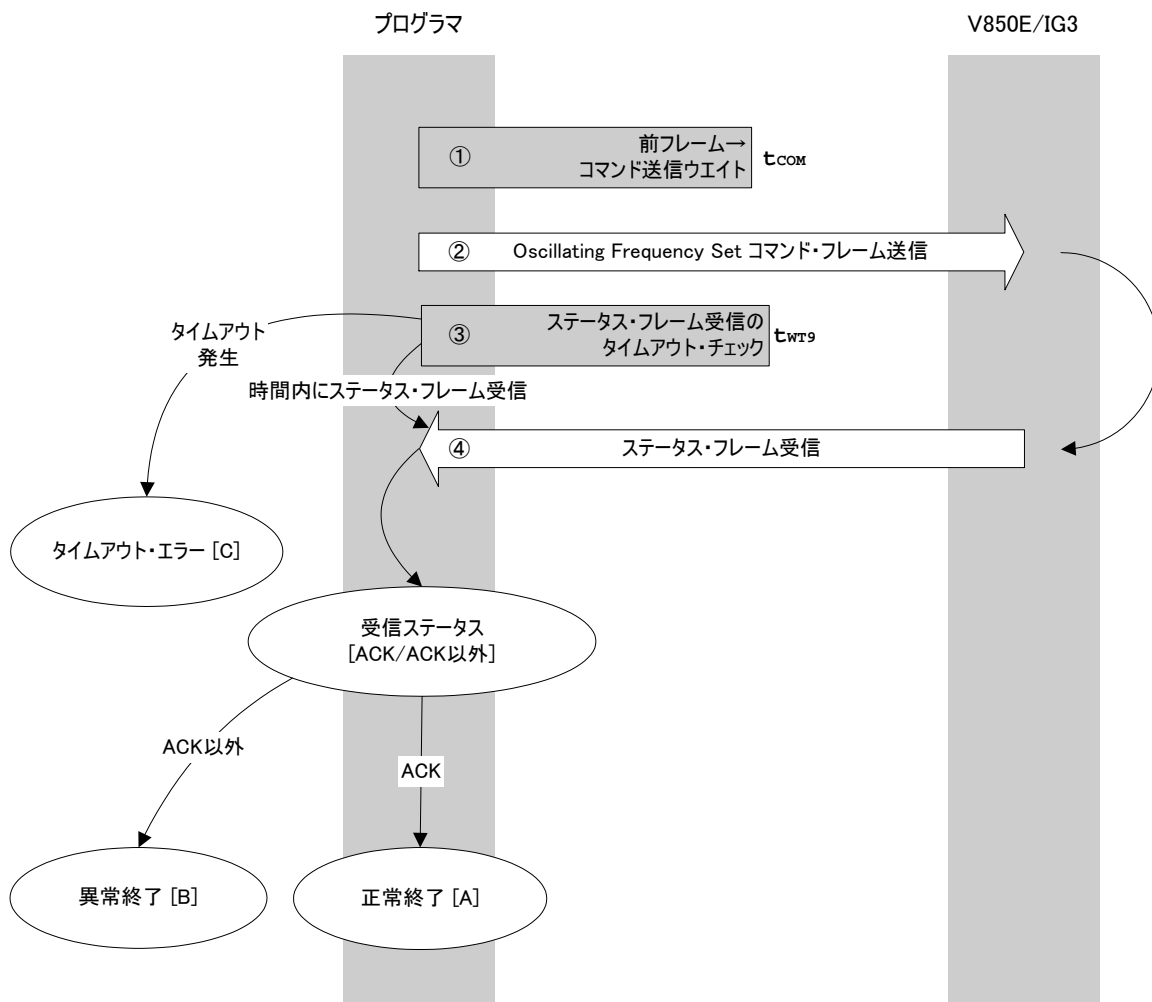 プログラマ
V850E/IG3
①
前フレーム→
コマンド送信ウエイト
tCOM
②
Oscillating Frequency Set コマンド・フレーム送信
③
ステータス・フレーム受信の
タイムアウト・チェック
tWT9
タイムアウト
発生
時間内にステータス・フレーム受信
④
ステータス・フレーム受信
タイムアウト・エラー [C]
受信ステータス
[ACK/ACK以外]
ACK以外
ACK
異常終了 [B]
正常終了 [A]